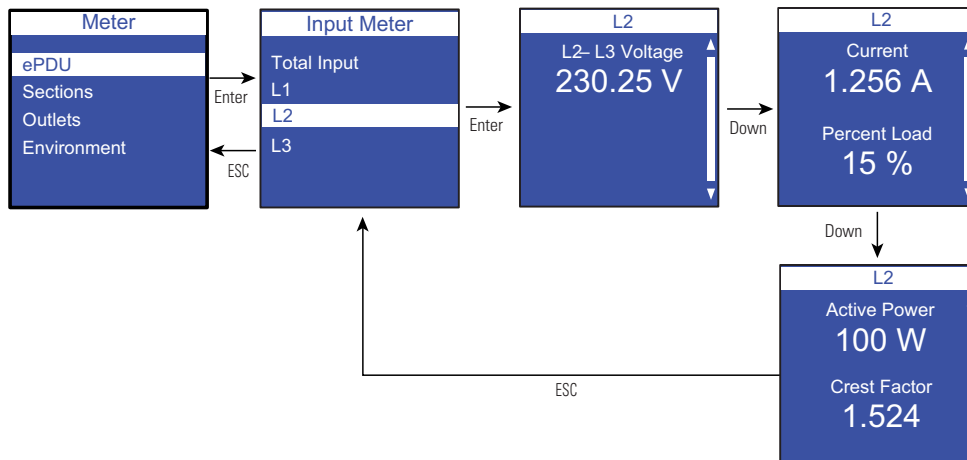 Meter
ePDU
Sections
Outlets
Environment
Enter
ESC
Input Meter
Total Input
L1
L2
L3
Enter
L2
L2– L3 Voltage
230.25 V
Down
L2
Current
1.256 A
Percent Load
15 %
Down
L2
Active Power
100 W
Crest Factor
1.524
ESC